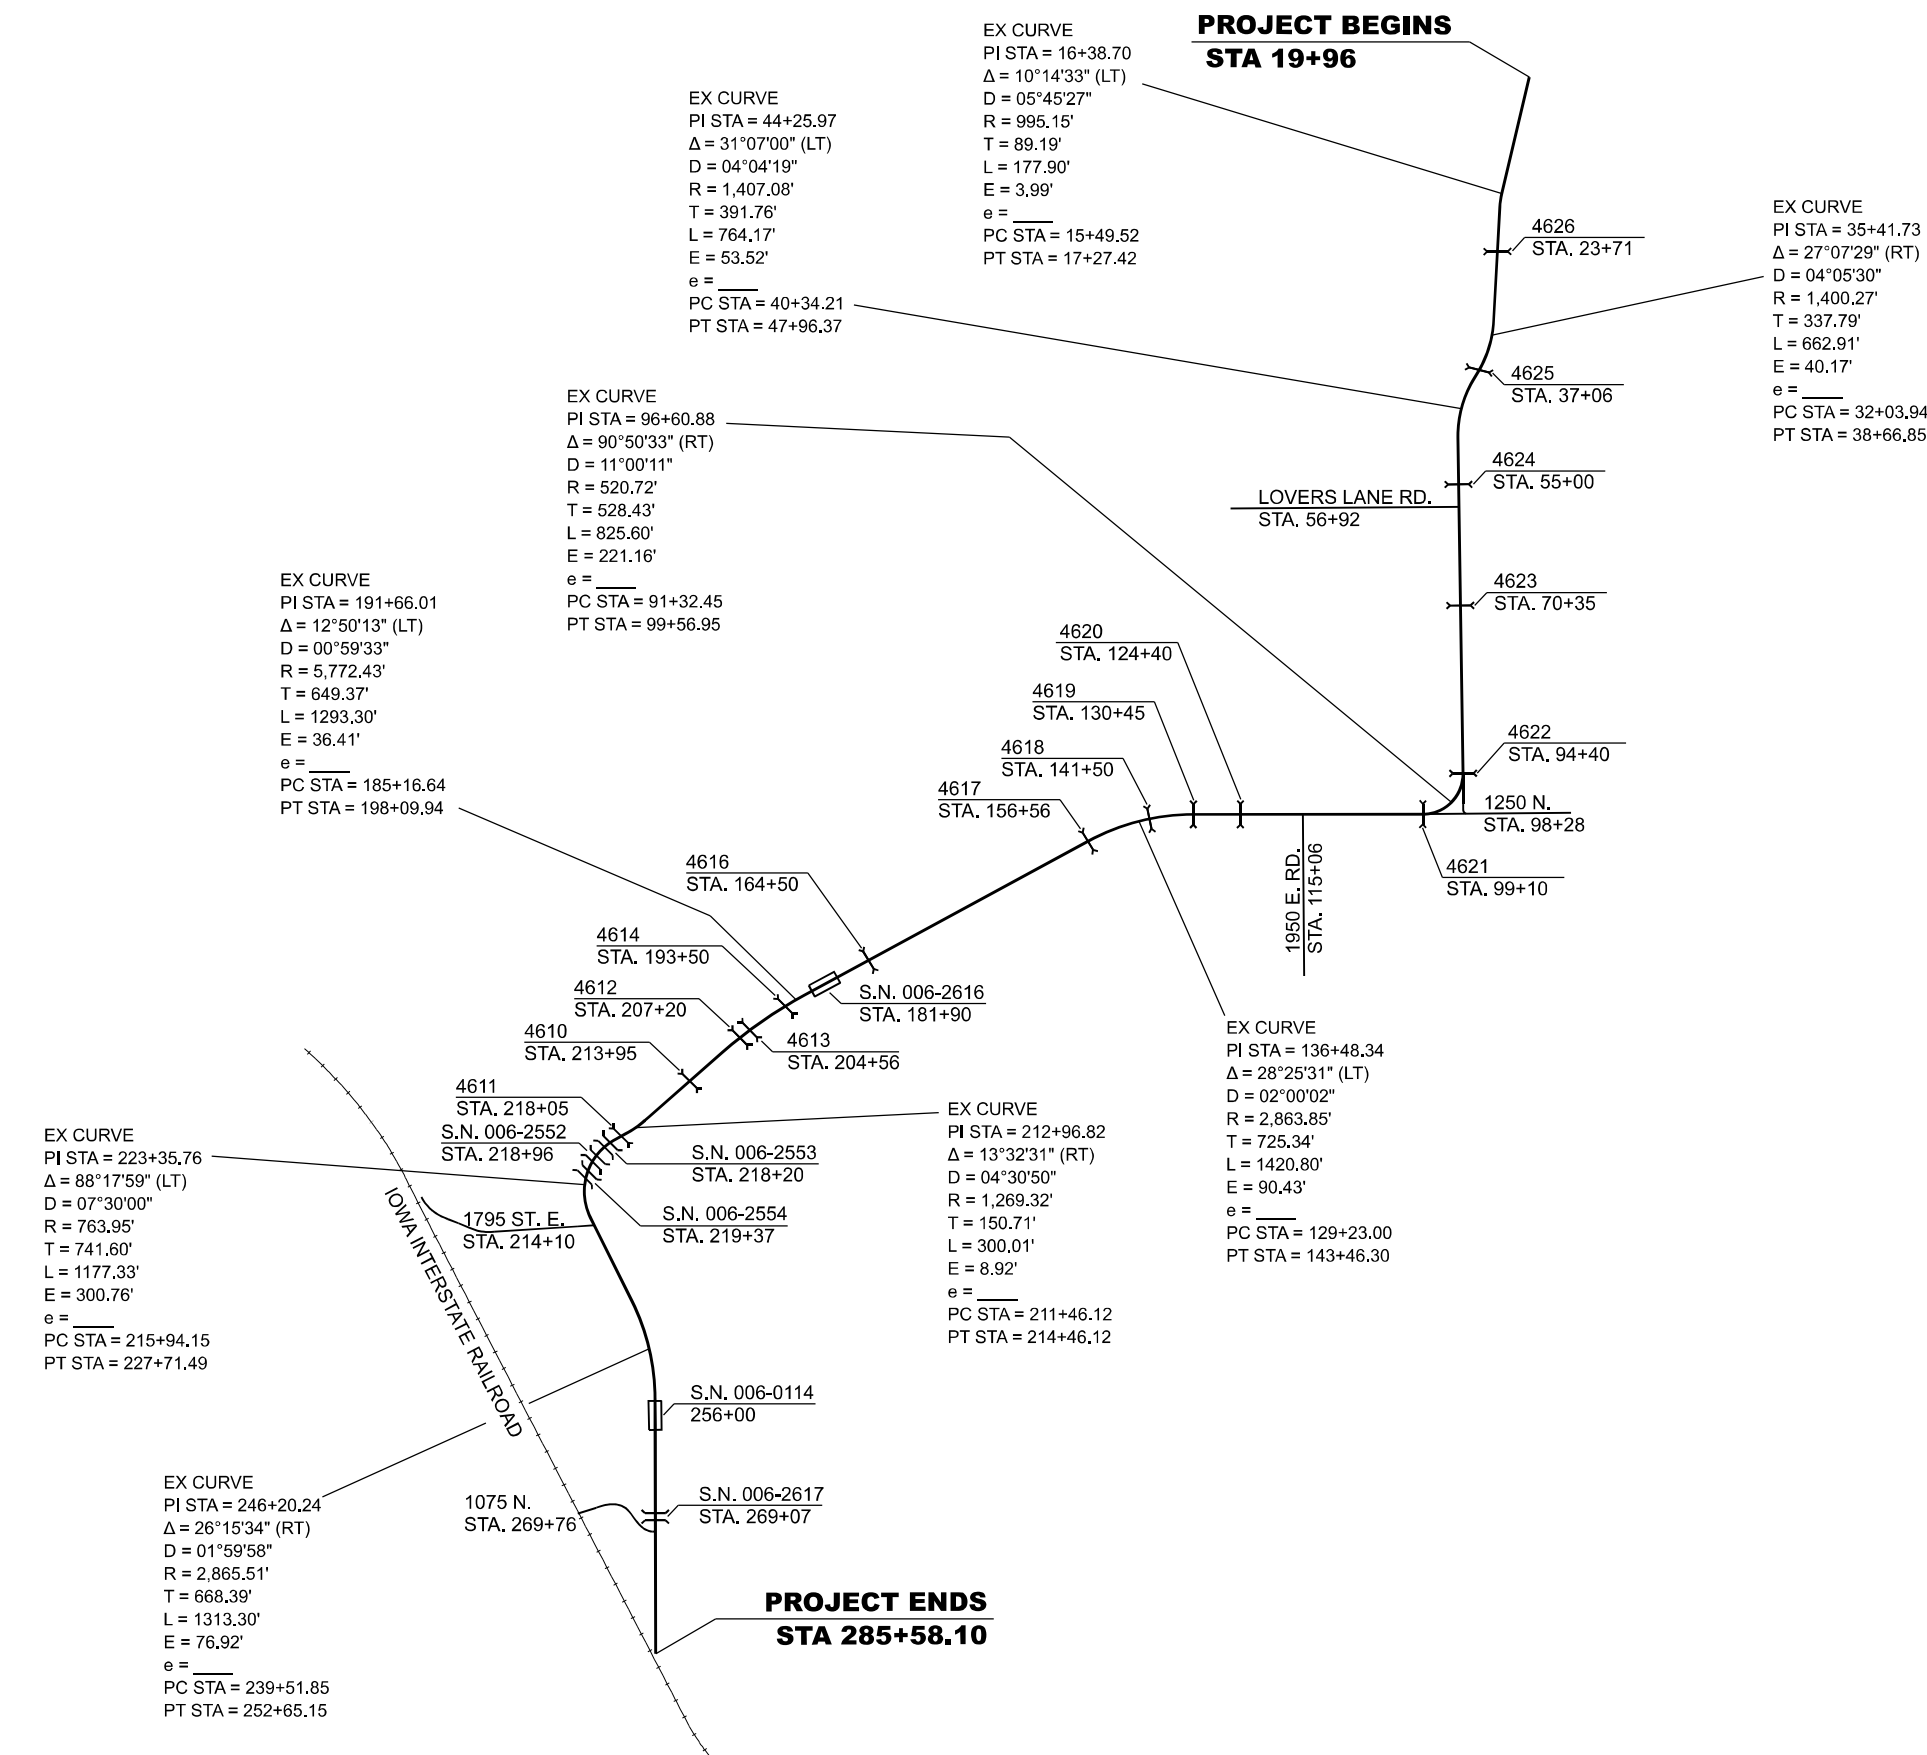 PROJECT BEGINS
STA 19+96
EX CURVE
PI STA = 16+38.70
Δ = 10°14'33" (LT)
D = 05°45'27"
R = 995.15'
T = 89.19'
L = 177.90'
E = 3.99'
e = ____
PC STA = 15+49.52
PT STA = 17+27.42
EX CURVE
PI STA = 44+25.97
Δ = 31°07'00" (LT)
D = 04°04'19"
R = 1,407.08'
T = 391.76'
L = 764.17'
E = 53.52'
e = ____
PC STA = 40+34.21
PT STA = 47+96.37
EX CURVE
PI STA = 35+41.73
Δ = 27°07'29" (RT)
D = 04°05'30"
R = 1,400.27'
T = 337.79'
L = 662.91'
E = 40.17'
e = ____
PC STA = 32+03.94
PT STA = 38+66.85
4626
STA. 23+71
4625
STA. 37+06
4624
STA. 55+00
LOVERS LANE RD.
STA. 56+92
4623
STA. 70+35
EX CURVE
PI STA = 96+60.88
Δ = 90°50'33" (RT)
D = 11°00'11"
R = 520.72'
T = 528.43'
L = 825.60'
E = 221.16'
e = ____
PC STA = 91+32.45
PT STA = 99+56.95
EX CURVE
PI STA = 191+66.01
Δ = 12°50'13" (LT)
D = 00°59'33"
R = 5,772.43'
T = 649.37'
L = 1293.30'
E = 36.41'
e = ____
PC STA = 185+16.64
PT STA = 198+09.94
4620
STA. 124+40
4619
STA. 130+45
4618
STA. 141+50
4617
STA. 156+56
4622
STA. 94+40
1250 N.
STA. 98+28
4621
STA. 99+10
1950 E. RD.
STA. 115+06
4616
STA. 164+50
4614
STA. 193+50
S.N. 006-2616
STA. 181+90
4612
STA. 207+20
4613
STA. 204+56
4610
STA. 213+95
4611
STA. 218+05
S.N. 006-2552
STA. 218+96
S.N. 006-2553
STA. 218+20
S.N. 006-2554
STA. 219+37
1795 ST. E.
STA. 214+10
IOWA INTERSTATE RAILROAD
EX CURVE
PI STA = 136+48.34
Δ = 28°25'31" (LT)
D = 02°00'02"
R = 2,863.85'
T = 725.34'
L = 1420.80'
E = 90.43'
e = ____
PC STA = 129+23.00
PT STA = 143+46.30
EX CURVE
PI STA = 212+96.82
Δ = 13°32'31" (RT)
D = 04°30'50"
R = 1,269.32'
T = 150.71'
L = 300.01'
E = 8.92'
e = ____
PC STA = 211+46.12
PT STA = 214+46.12
EX CURVE
PI STA = 223+35.76
Δ = 88°17'59" (LT)
D = 07°30'00"
R = 763.95'
T = 741.60'
L = 1177.33'
E = 300.76'
e = ____
PC STA = 215+94.15
PT STA = 227+71.49
S.N. 006-0114
256+00
EX CURVE
PI STA = 246+20.24
Δ = 26°15'34" (RT)
D = 01°59'58"
R = 2,865.51'
T = 668.39'
L = 1313.30'
E = 76.92'
e = ____
PC STA = 239+51.85
PT STA = 252+65.15
1075 N.
STA. 269+76
S.N. 006-2617
STA. 269+07
PROJECT ENDS
STA 285+58.10